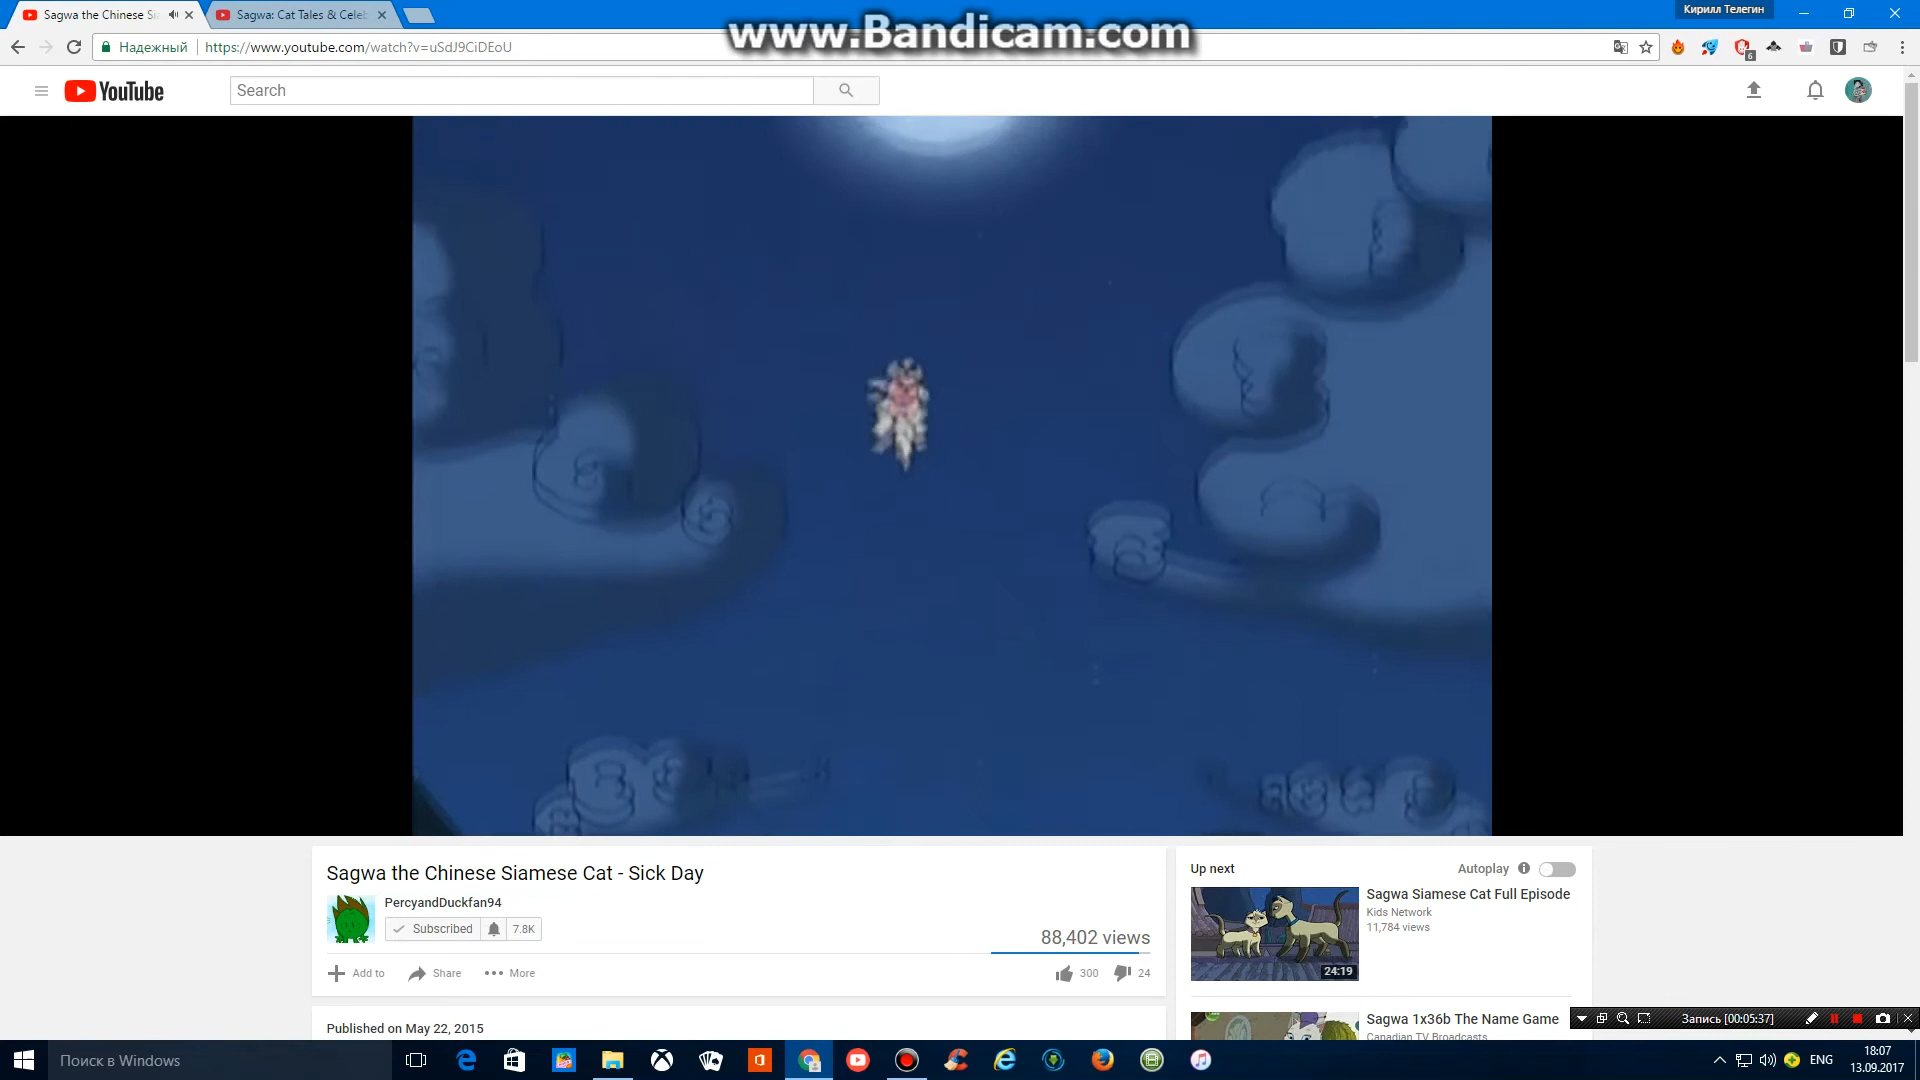 Sagwa the Chinese Si
Sagwa: Cat Tales & Celeb
www.Bandicam.com
Кирилл Телегин
Надежный
https://www.youtube.com/watch?v=uSdJ9CiDEoU
6
YouTube
Search
Sagwa the Chinese Siamese Cat - Sick Day
PercyandDuckfan94
Subscribed
7.8K
88,402 views
Add to
Share
More
300
24
Published on May 22, 2015
Up next
Autoplay
Sagwa Siamese Cat Full Episode
Kids Network
11,784 views
24:19
Sagwa 1x36b The Name Game
Canadian TV Broadcasts
Запись [00:05:37]
Поиск в Windows
ENG
18:07
13.09.2017